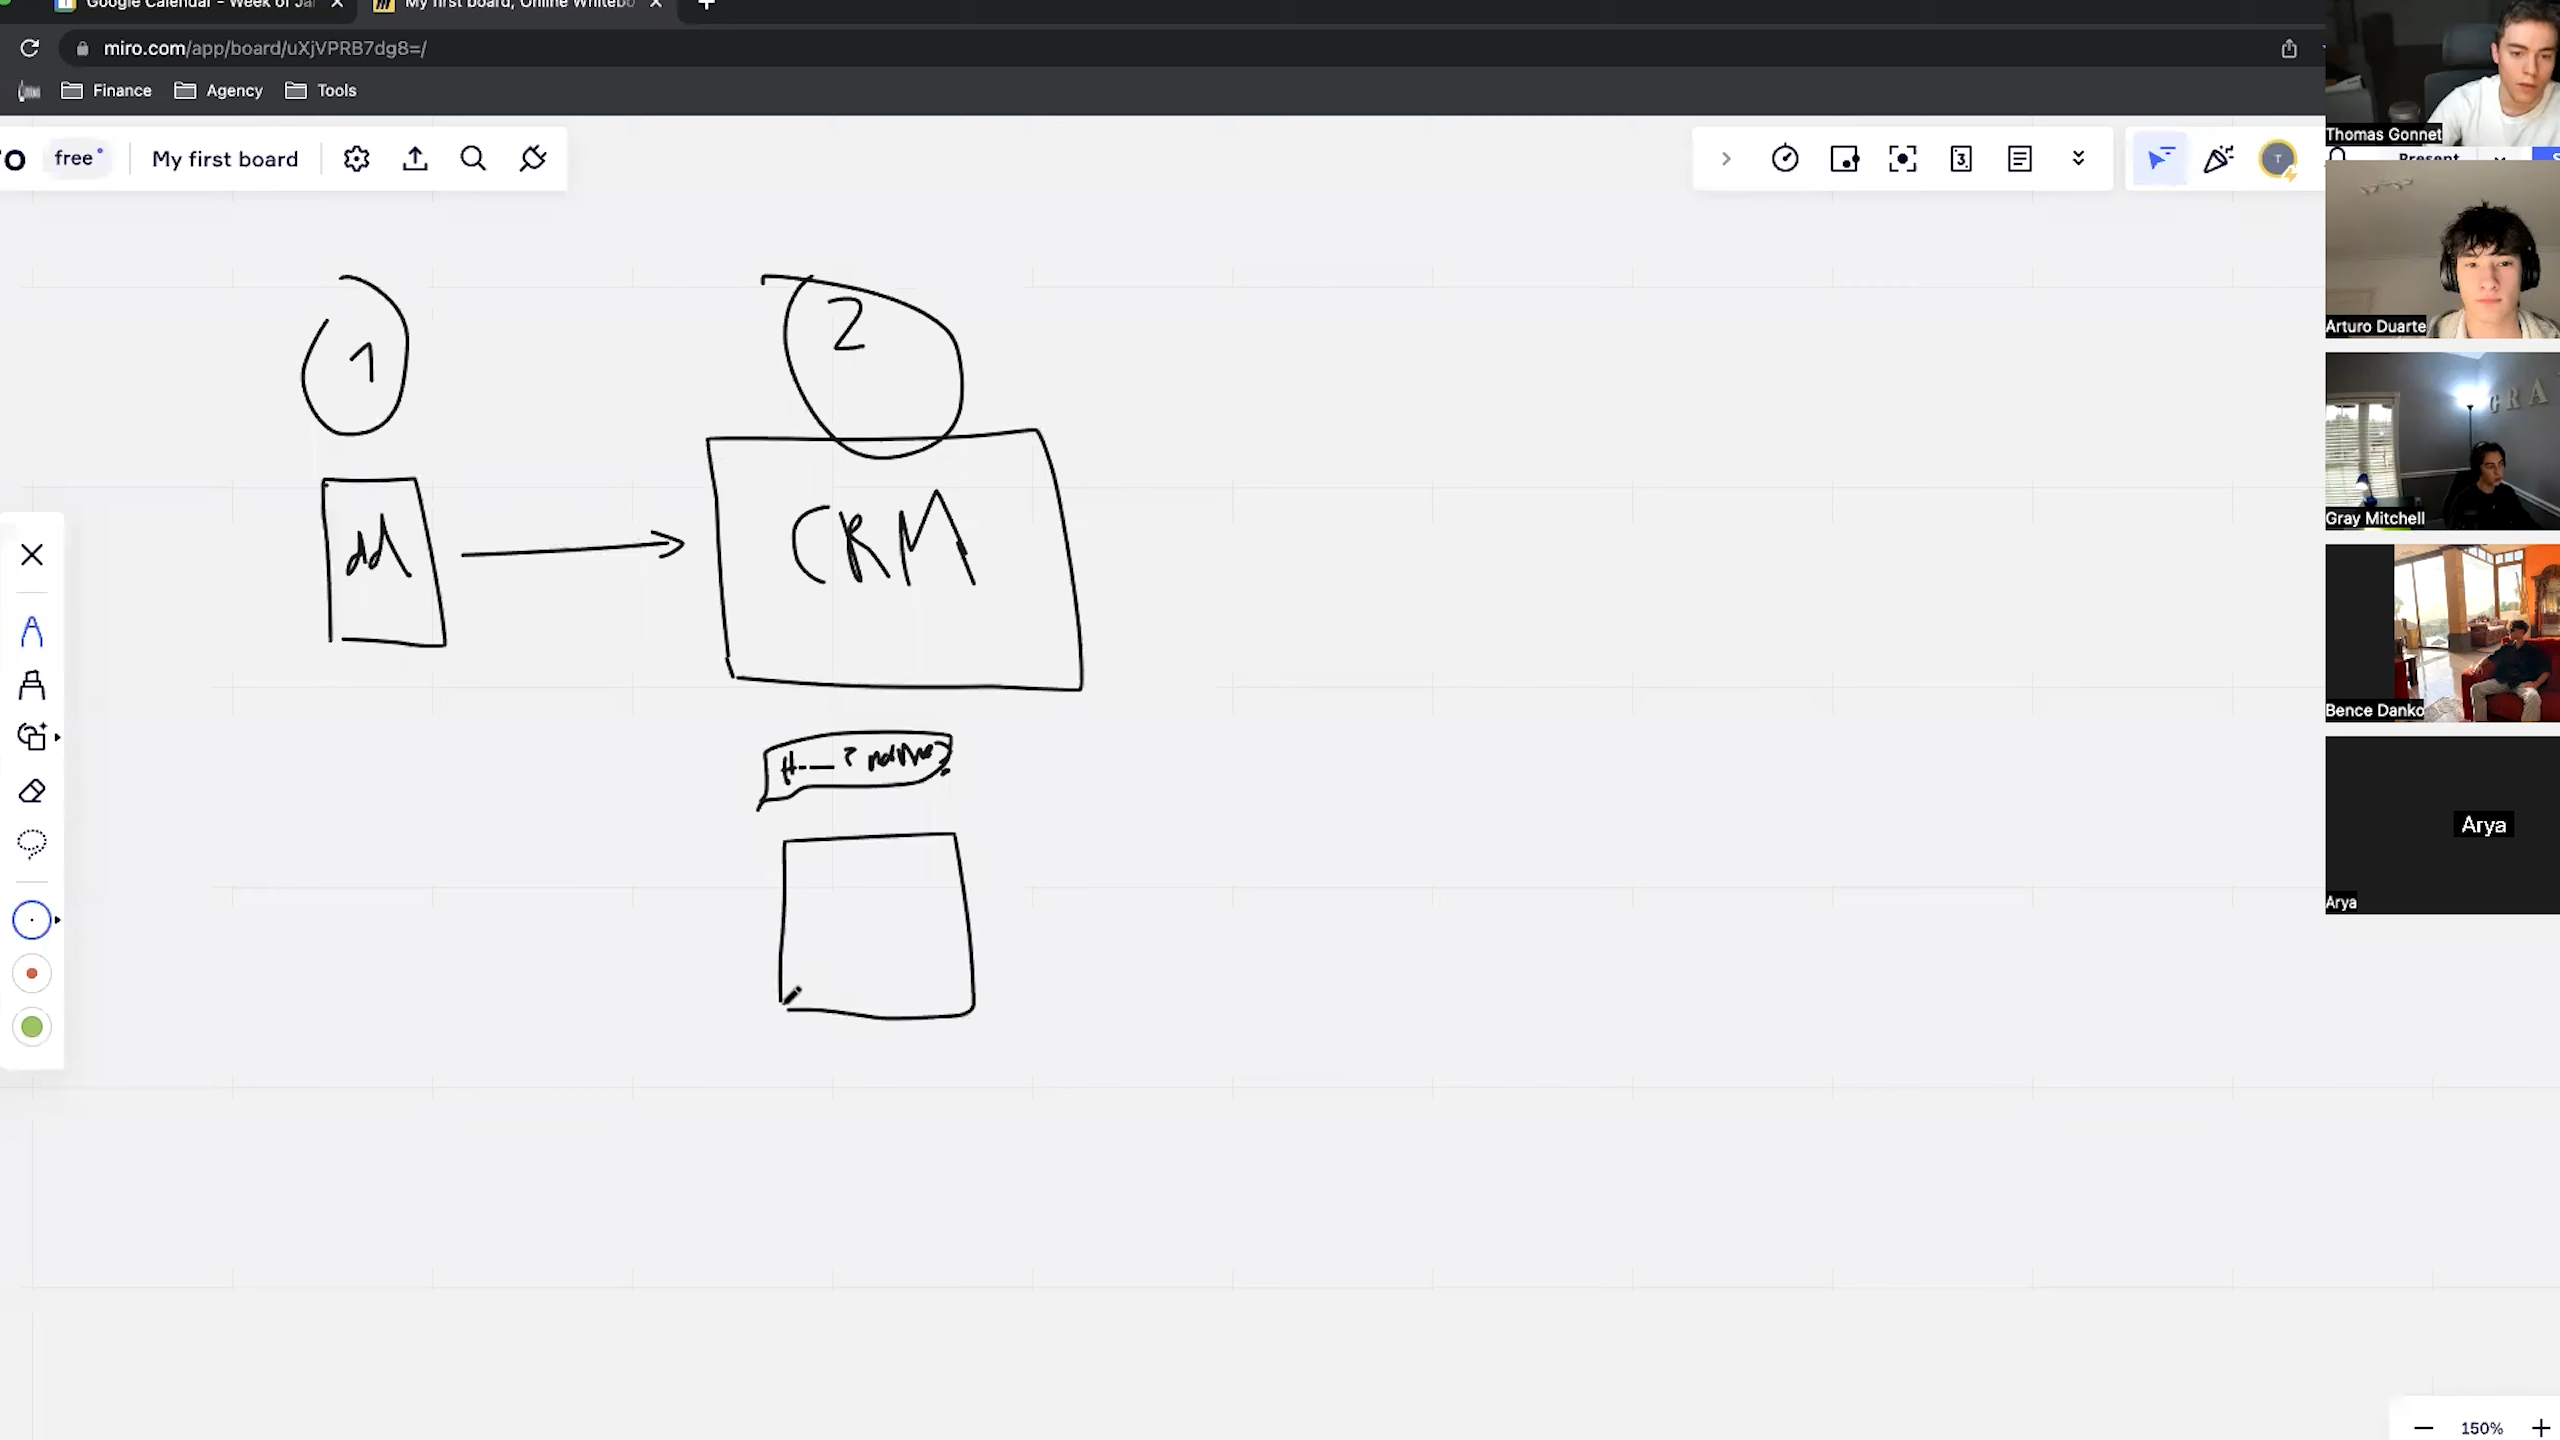 Google Calendar - Week of Ja
My first board, Online Whitebo
miro.com/app/board/uXjVPRB7dg8=/
Finance
Agency
Tools
free
My first board
Present
Thomas Gonnet
Arturo Duarte
Gray Mitchell
Bence Danko
Arya
Arya
1
2
CRM
150%